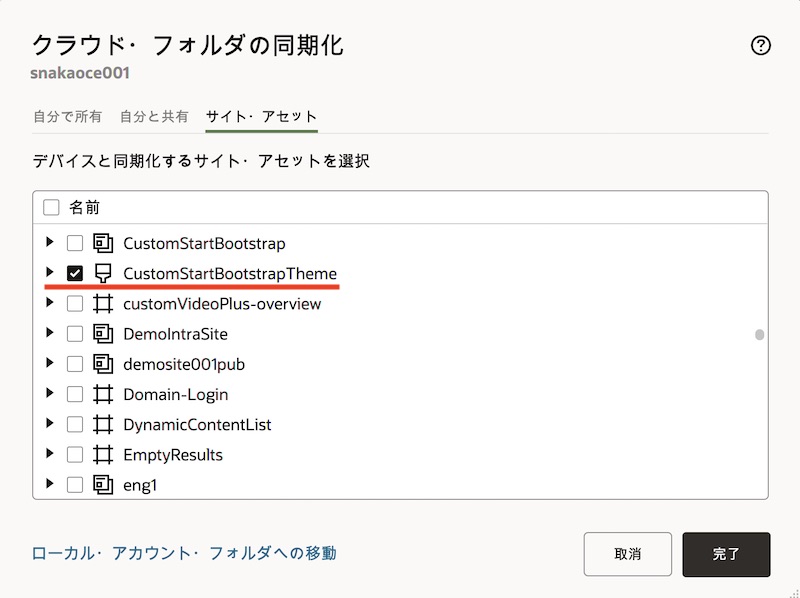 クラウド・フォルダの同期化
snakaoce001
自分で所有 自分と共有 サイト・アセット
デバイスと同期化するサイト・アセットを選択
名前
CustomStartBootstrap
CustomStartBootstrapTheme
customVideoPlus-overview
DemoIntraSite
demosite001pub
Domain-Login
DynamicContentList
EmptyResults
eng1
ローカル・アカウント・フォルダへの移動 取消 完了